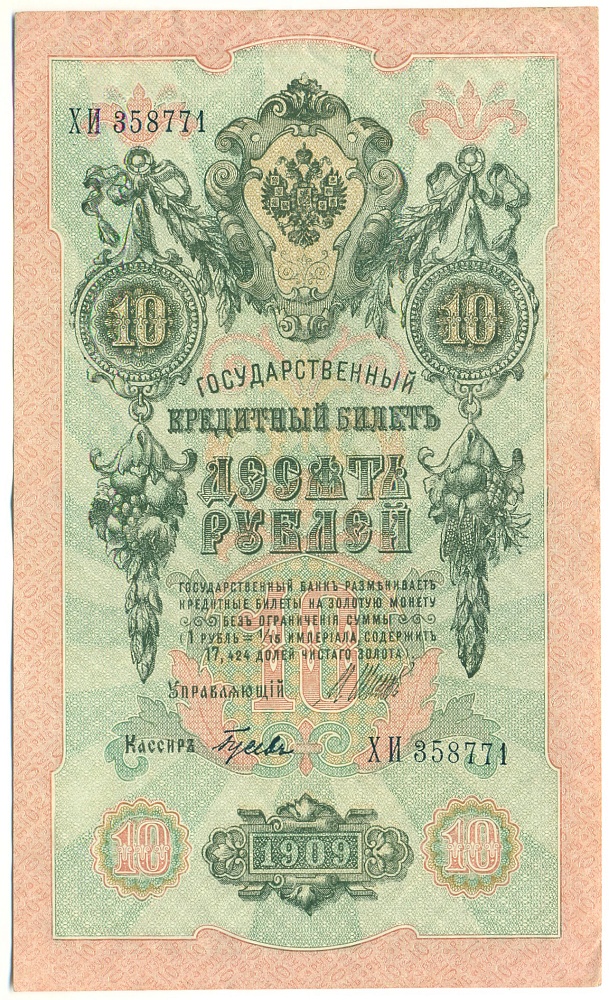 ХИ 358771
10 10
ГОСУДАРСТВЕННЫЙ
КРЕДИТНЫЙ БИЛЕТЪ
ДЕСЯТЬ
РУБЛЕЙ
ГОСУДАРСТВЕННЫЙ БАНКЪ РАЗМѢНИВАЕТЪ
КРЕДИТНЫЕ БИЛЕТЫ НА ЗОЛОТУЮ МОНЕТУ
БЕЗЪ ОГРАНИЧЕНІЯ СУММЫ
(1 РУБЛЬ = 1/15 ИМПЕРІАЛА, СОДЕРЖИТЪ
17,424 ДОЛЕЙ ЧИСТАГО ЗОЛОТА).
10
Управляющій
Кассиръ
ХИ 358771
10 1909 10